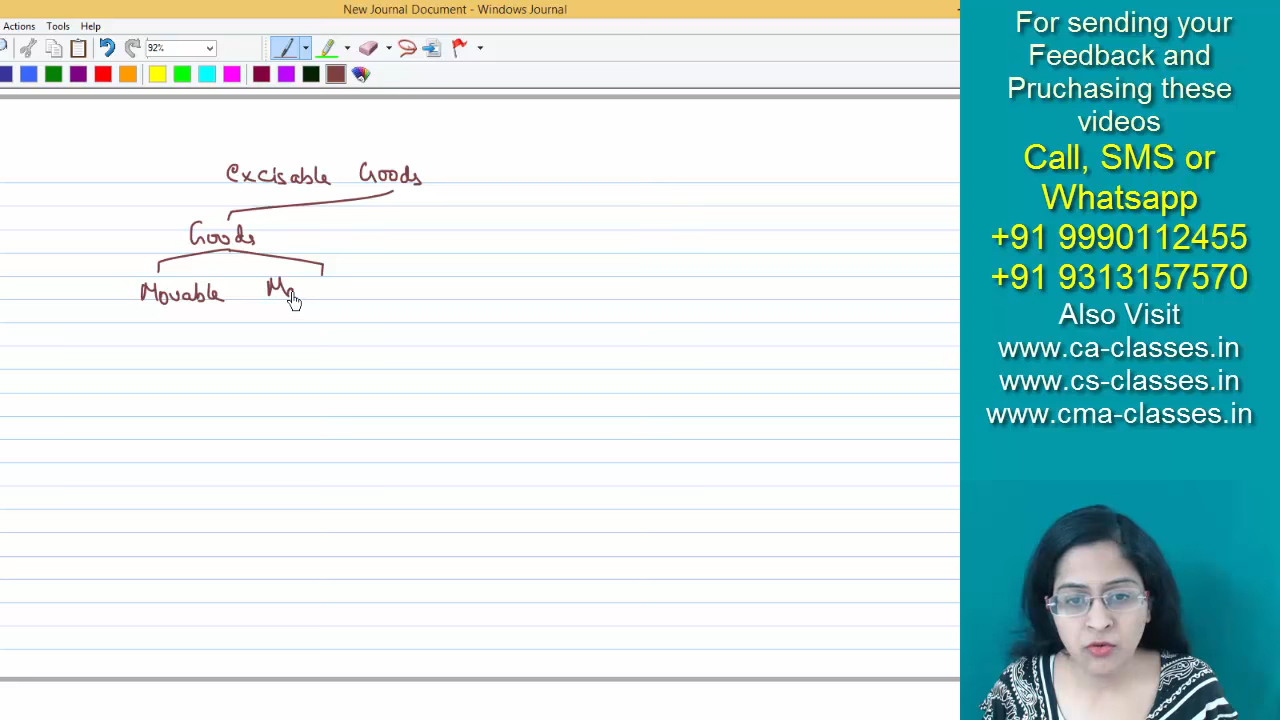 New Journal Document - Windows Journal
Actions Tools Help
92%
Excisable Goods
Goods
Movable Ma
For sending your
Feedback and
Pruchasing these
videos
Call, SMS or
Whatsapp
+91 9990112455
+91 9313157570
Also Visit
www.ca-classes.in
www.cs-classes.in
www.cma-classes.in